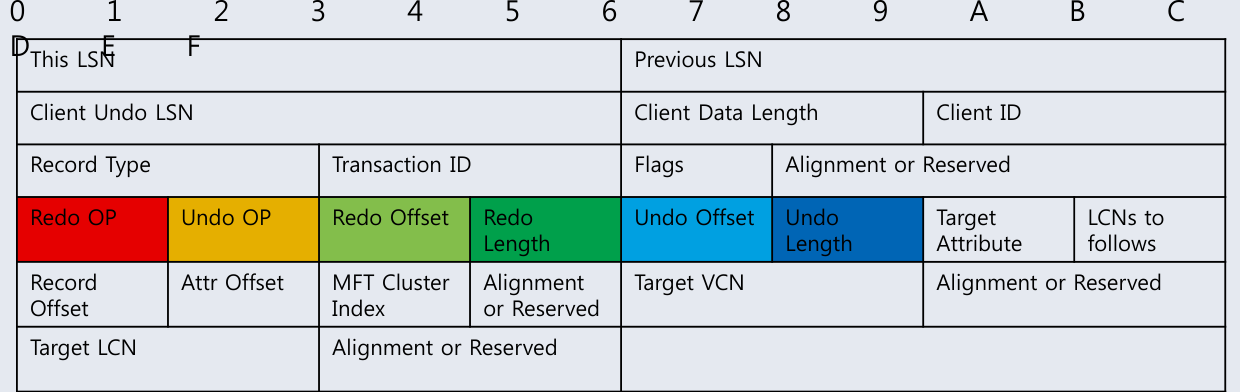 0 1 2 3 4 5 6 7 8 9 A B C
D E F
This LSN Previous LSN
Client Undo LSN Client Data Length Client ID
Record Type Transaction ID Flags Alignment or Reserved
Redo OP Undo OP Redo Offset Redo Length Undo Offset Undo Length Target Attribute LCNs to follows
Record Offset Attr Offset MFT Cluster Index Alignment or Reserved Target VCN Alignment or Reserved
Target LCN Alignment or Reserved